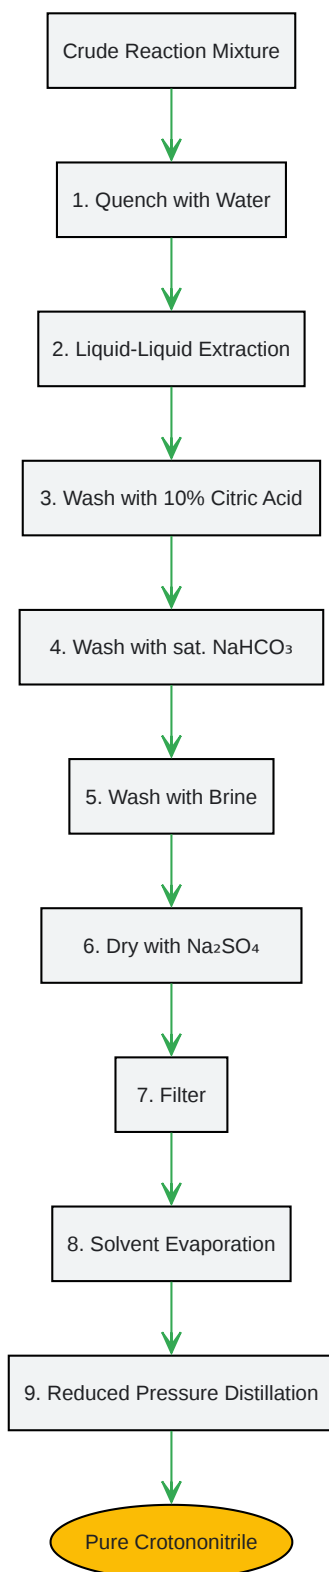 Crude Reaction Mixture
1. Quench with Water
2. Liquid-Liquid Extraction
3. Wash with 10% Citric Acid
4. Wash with sat. NaHCO₃
5. Wash with Brine
6. Dry with Na₂SO₄
7. Filter
8. Solvent Evaporation
9. Reduced Pressure Distillation
Pure Crotononitrile